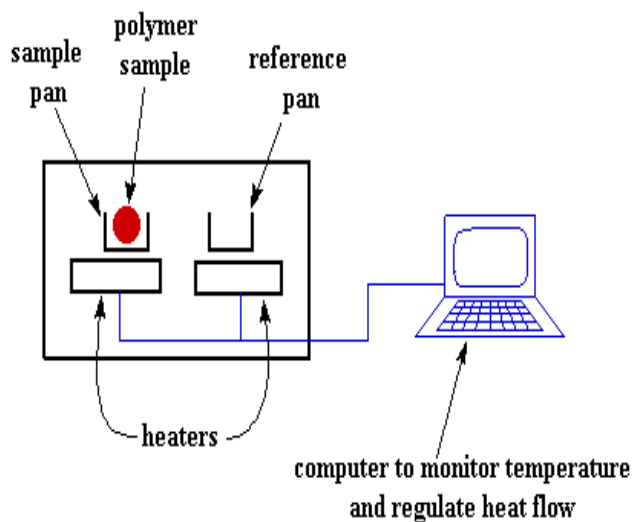 polymer
sample
sample
pan
reference
pan
heaters
computer to monitor temperature
and regulate heat flow